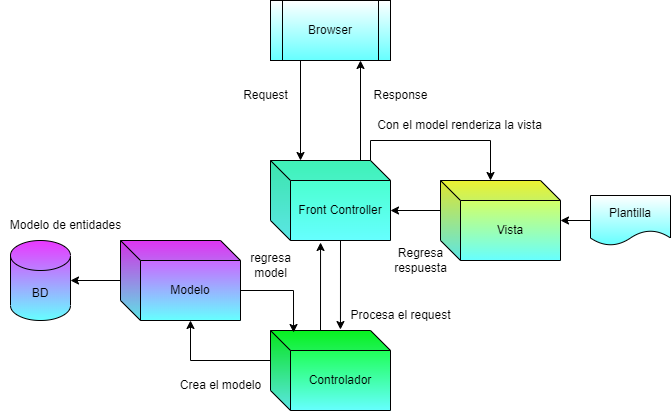 Browser
Request
Response
Con el model renderiza la vista
Front Controller
Vista
Plantilla
Modelo de entidades
Regresa
respuesta
regresa
model
BD
Modelo
Procesa el request
Crea el modelo
Controlador